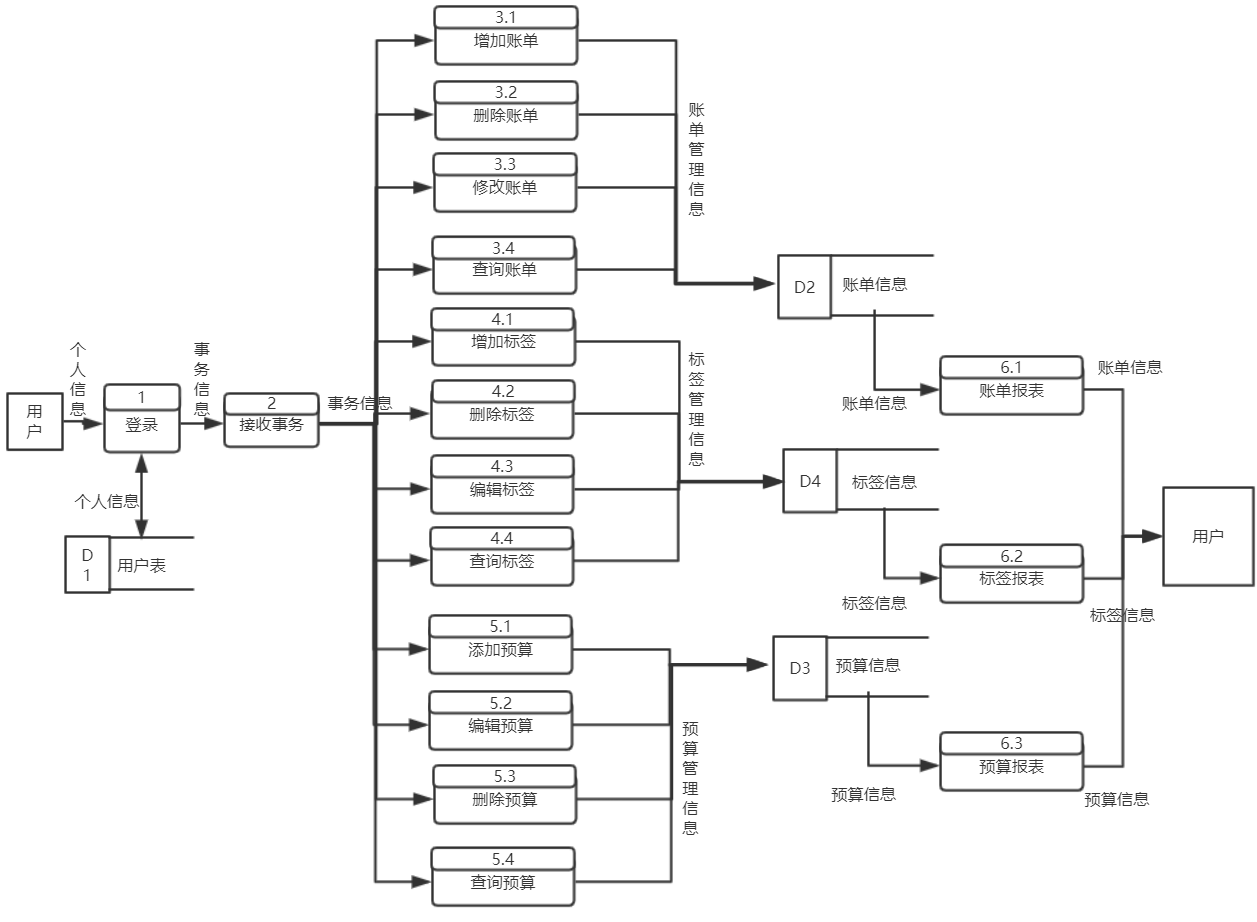 3.1
增加账单
3.2
删除账单
3.3
修改账单
3.4
查询账单
账单管理信息
4.1
增加标签
4.2
删除标签
4.3
编辑标签
4.4
查询标签
标签管理信息
5.1
添加预算
5.2
编辑预算
5.3
删除预算
5.4
查询预算
预算管理信息
用
户
个人信息
1
登录
事务信息
2
接收事务
事务信息
个人信息
D
1
用户表
D2
账单信息
账单信息
6.1
账单报表
账单信息
D4
标签信息
标签信息
6.2
标签报表
标签信息
D3
预算信息
预算信息
6.3
预算报表
预算信息
用户